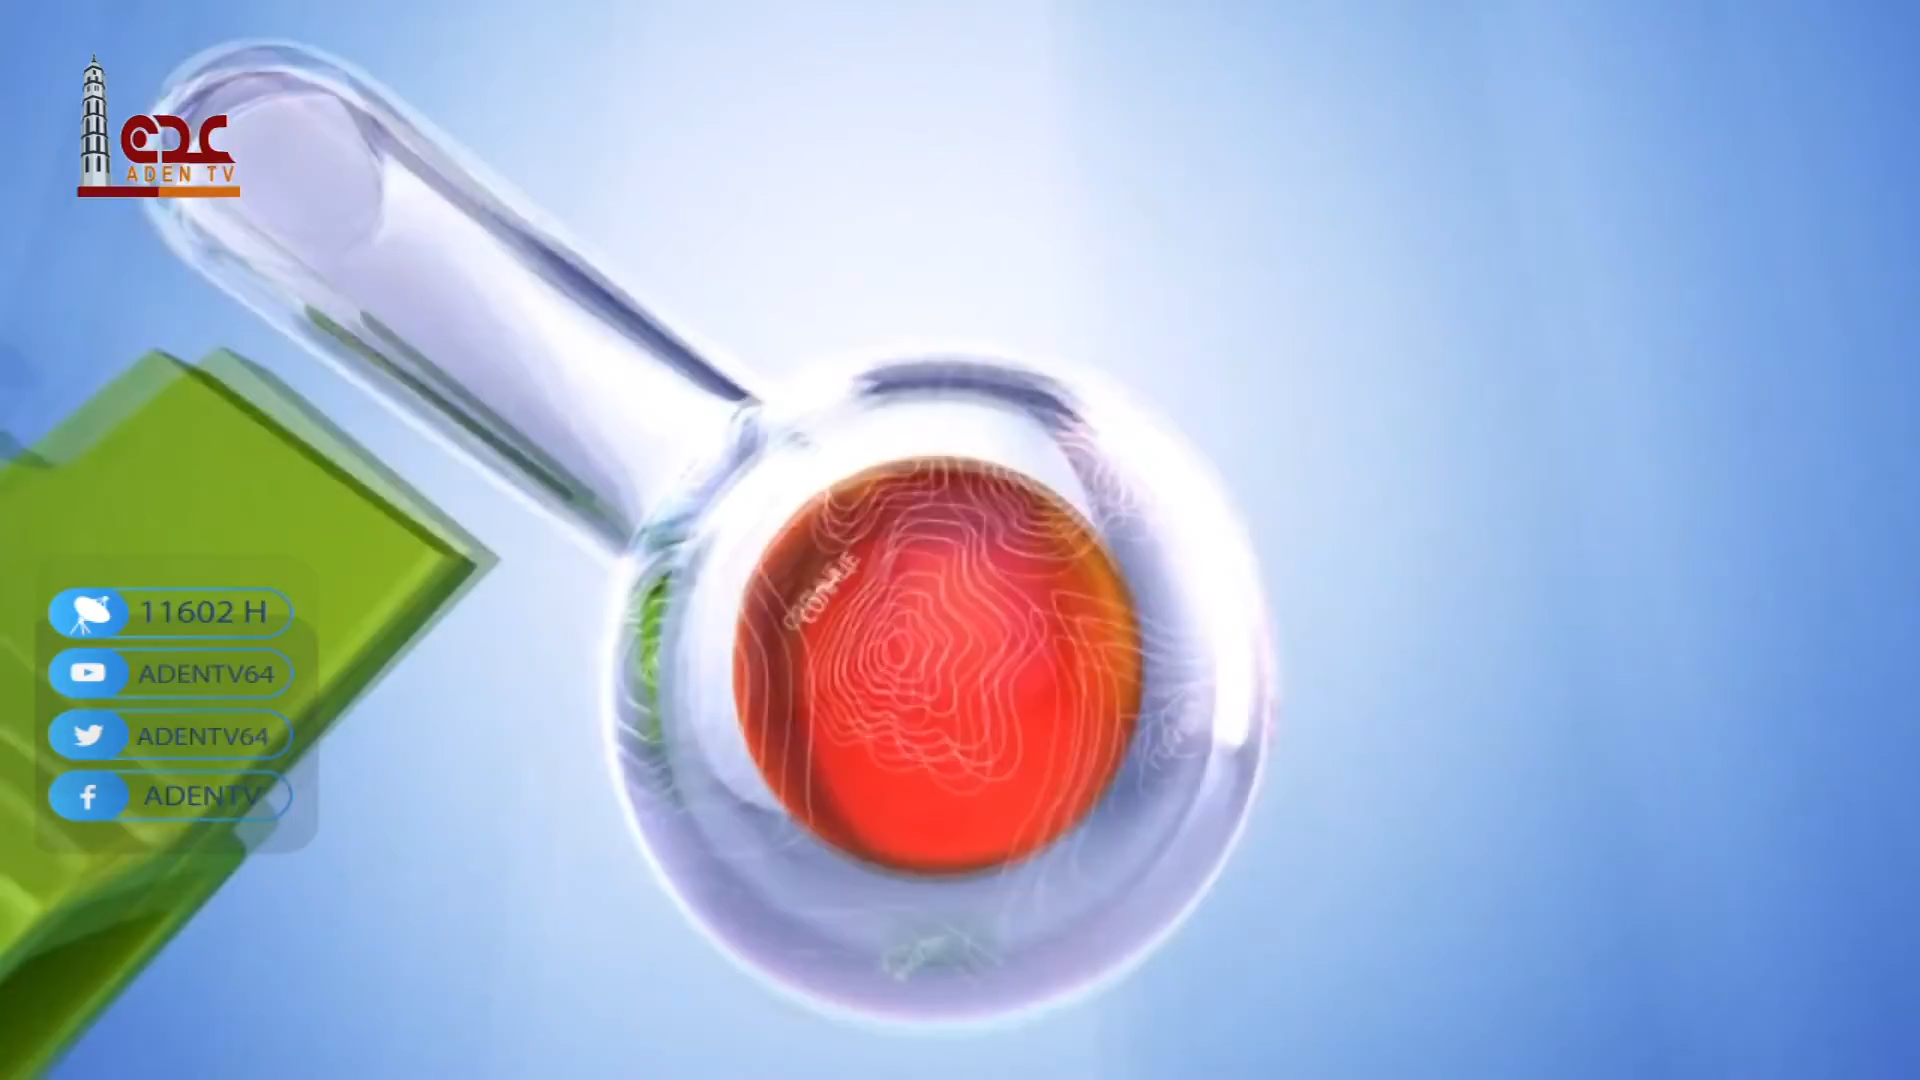 عدن
ADEN TV
11602 H
ADENTV64
ADENTV64
ADENTV